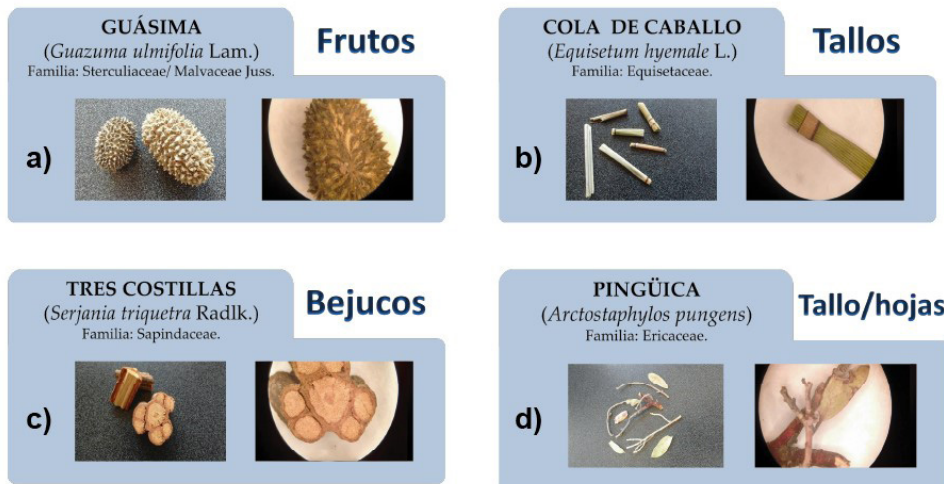 GUÁSIMA
(Guazuma ulmifolia Lam.)
Familia: Sterculiaceae/ Malvaceae Juss.
Frutos
a)
COLA DE CABALLO
(Equisetum hyemale L.)
Familia: Equisetaceae.
Tallos
b)
TRES COSTILLAS
(Serjania triquetra Radlk.)
Familia: Sapindaceae.
Bejucos
c)
PINGÜICA
(Arctostaphylos pungens)
Familia: Ericaceae.
Tallo/hojas
d)